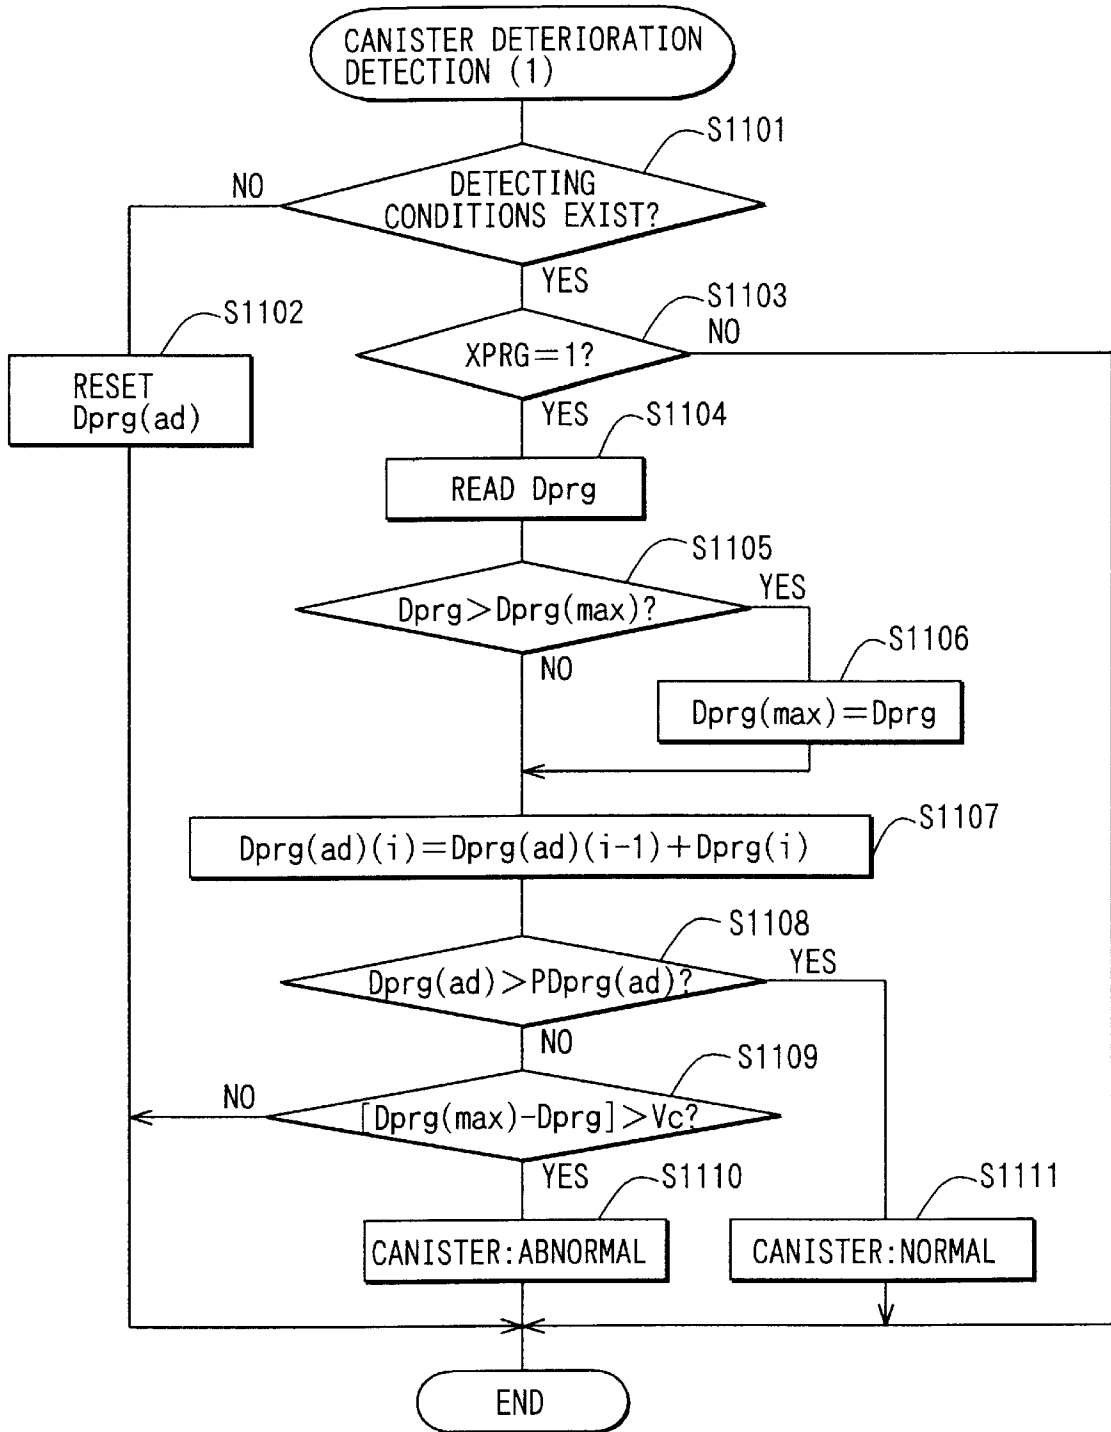 CANISTER DETERIORATION
DETECTION (1)
S1101
NO
DETECTING
CONDITIONS EXIST?
YES
S1102
S1103
NO
XPRG=1?
RESET
Dprg(ad)
YES
S1104
READ Dprg
S1105
YES
Dprg>Dprg(max)?
NO
S1106
Dprg(max)=Dprg
S1107
Dprg(ad)(i)=Dprg(ad)(i-1)+Dprg(i)
S1108
YES
Dprg(ad)>PDprg(ad)?
NO
S1109
NO
[Dprg(max)-Dprg]>Vc?
YES
S1110
S1111
CANISTER:ABNORMAL
CANISTER:NORMAL
END